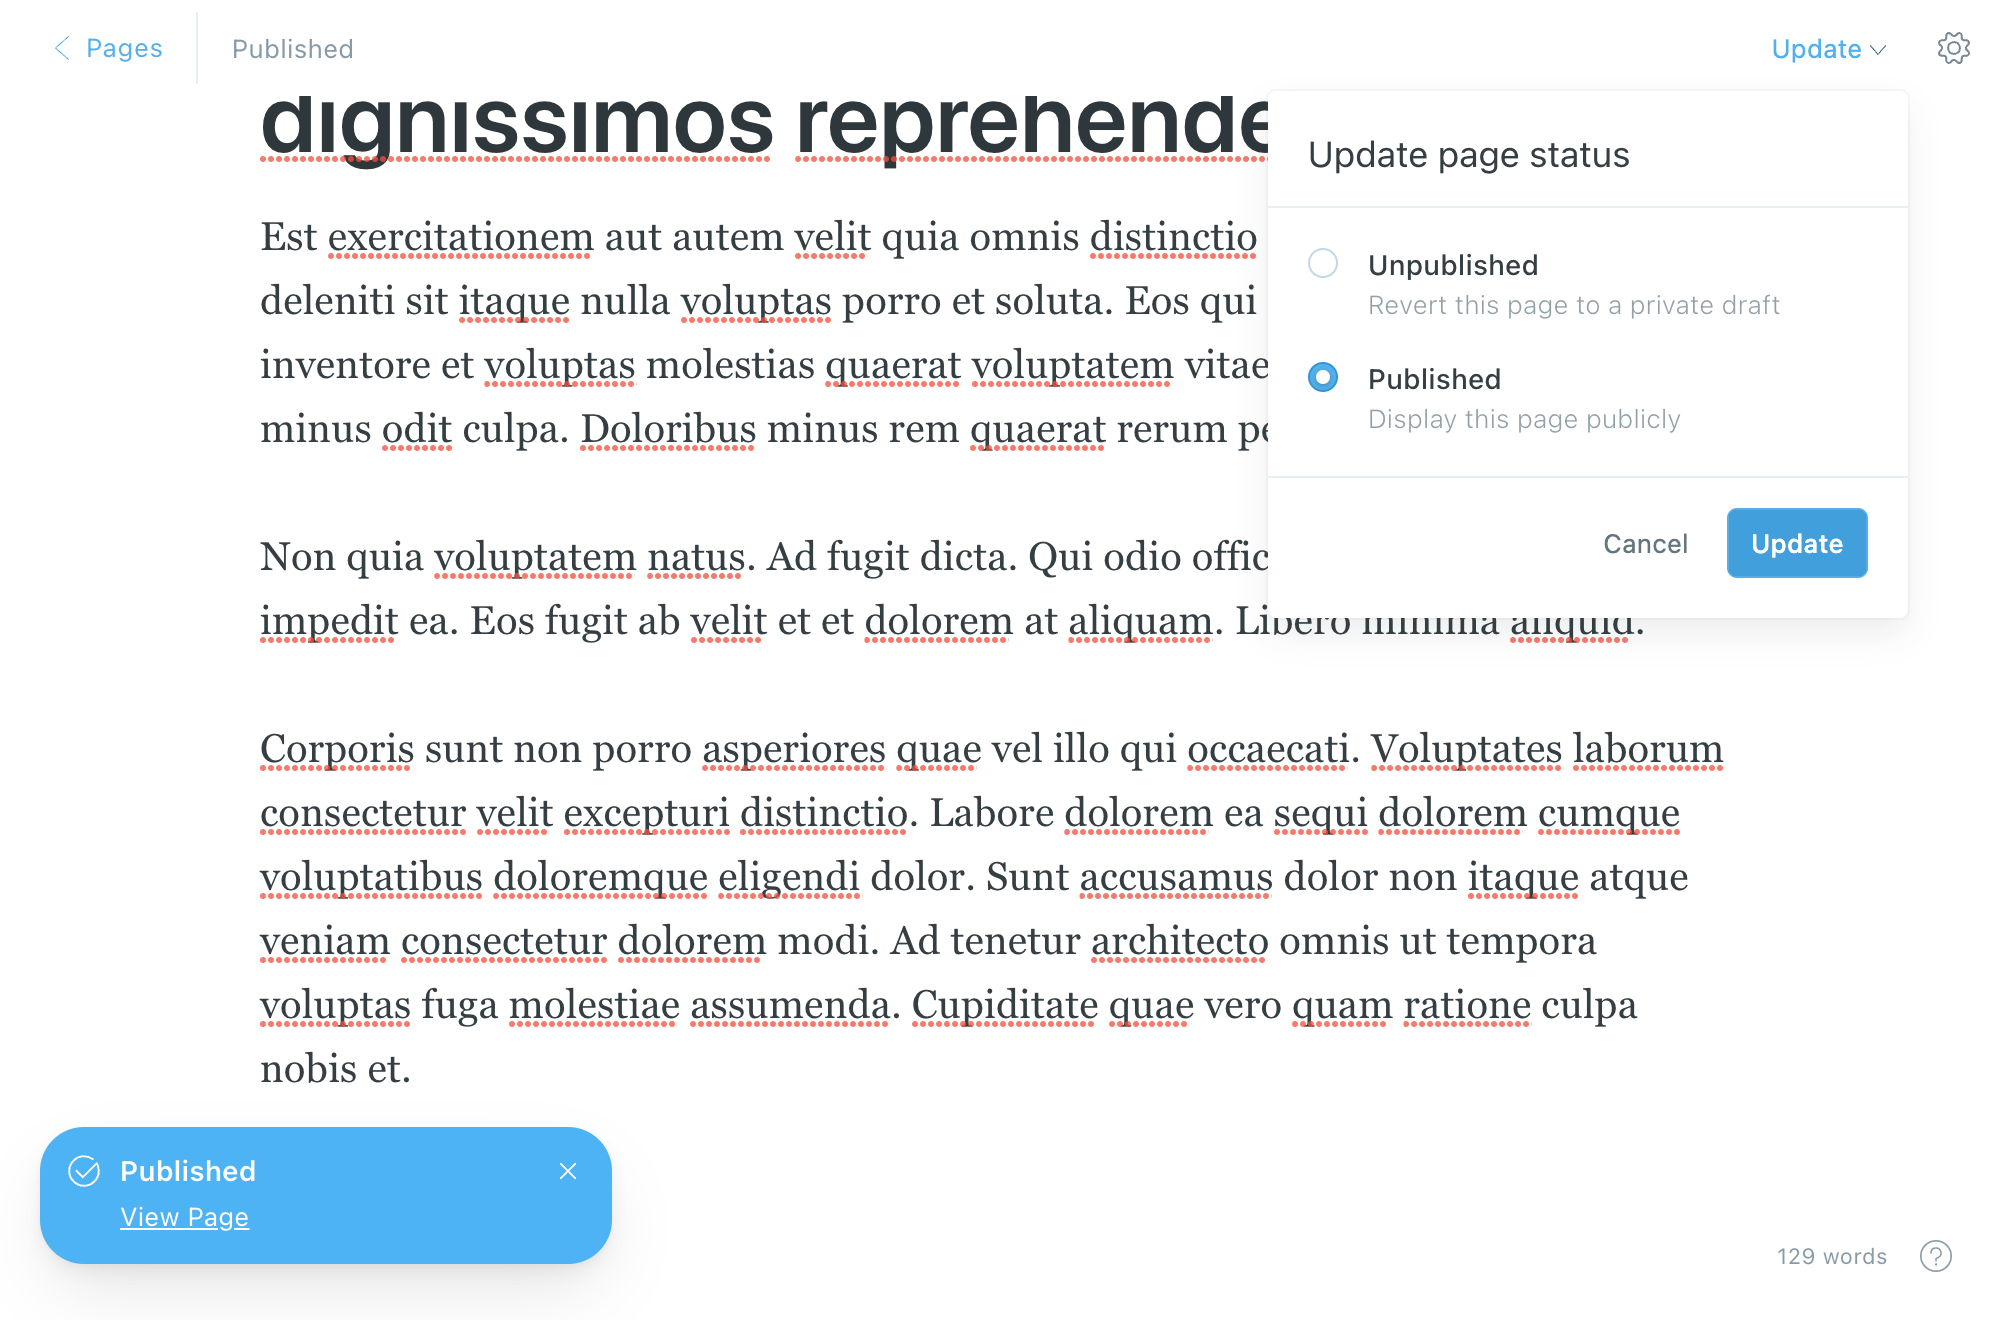 Pages
Published
Update
dignissimos
Update page status
Unpublished
Revert this page to a private draft
Published
Display this page publicly
Cancel
Update
Est exercitationem aut autem velit quia omnis distinctio
deleniti sit itaque nulla voluptas porro et soluta. Eos qui
inventore et voluptas molestias quaerat voluptatem vitae
minus odit culpa. Doloribus minus rem quaerat rerum
Non quia voluptatem natus. Ad fugit dicta. Qui odio
impedit ea. Eos fugit ab velit et et dolorem at aliquam. Libero minima aliquid.
Corporis sunt non porro asperiores quae vel illo qui occaecati. Voluptates laborum
consectetur velit excepturi distinctio. Labore dolorem ea sequi dolorem cumque
voluptatibus doloremque eligendi dolor. Sunt accusamus dolor non itaque atque
veniam consectetur dolorem modi. Ad tenetur architecto omnis ut tempora
voluptas fuga molestiae assumenda. Cupiditate quae vero quam ratione culpa
nobis et.
Published
View Page
129 words